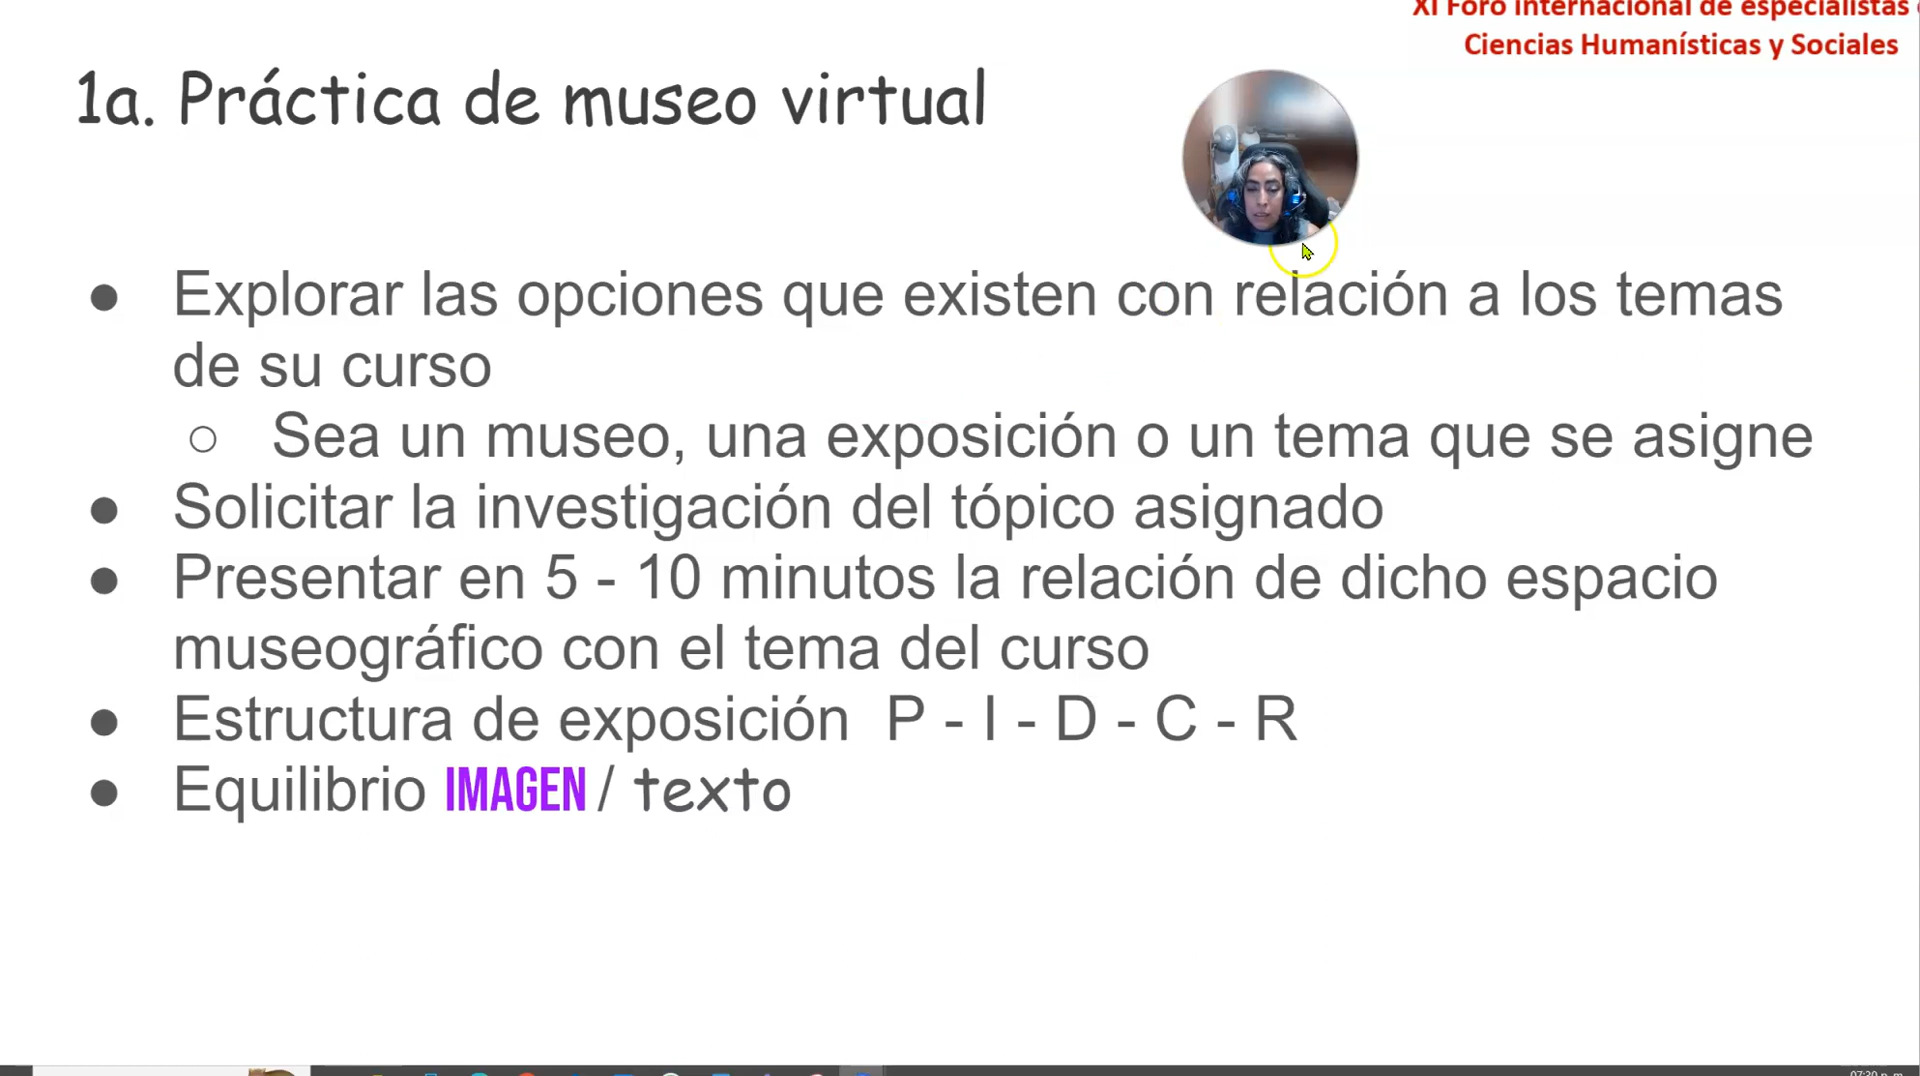 XI Foro internacional de especialistas
Ciencias Humanísticas y Sociales
1a. Práctica de museo virtual
● Explorar las opciones que existen con relación a los temas
de su curso
○ Sea un museo, una exposición o un tema que se asigne
● Solicitar la investigación del tópico asignado
● Presentar en 5 - 10 minutos la relación de dicho espacio
museográfico con el tema del curso
● Estructura de exposición P - I - D - C - R
● Equilibrio IMAGEN / texto